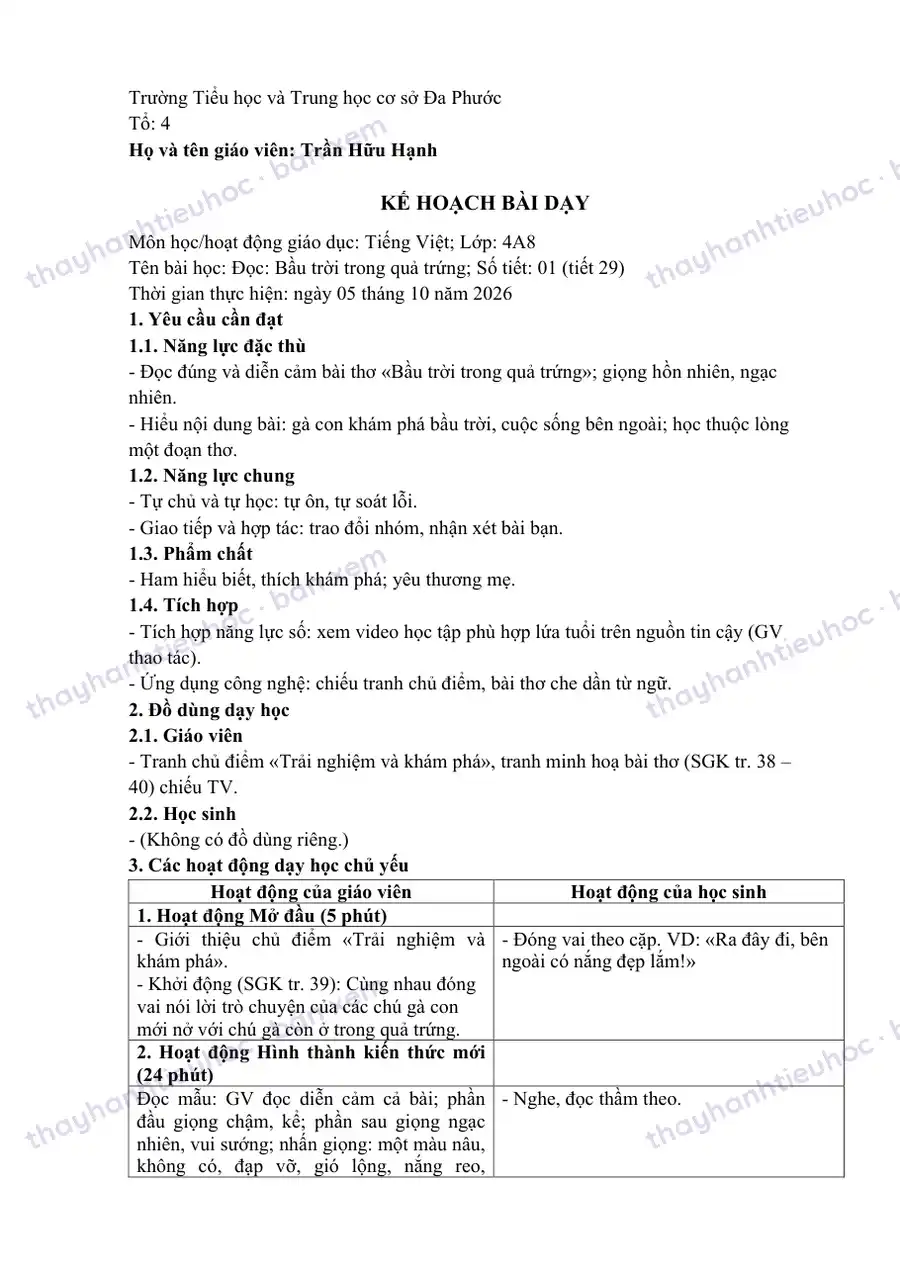 Trường Tiểu học và Trung học cơ sở Đa Phước
Tổ: 4
Họ và tên giáo viên: Trần Hữu Hạnh
KẾ HOẠCH BÀI DẠY
Môn học/hoạt động giáo dục: Tiếng Việt; Lớp: 4A8
Tên bài học: Đọc: Bầu trời trong quả trứng; Số tiết: 01 (tiết 29)
Thời gian thực hiện: ngày 05 tháng 10 năm 2026
1. Yêu cầu cần đạt
1.1. Năng lực đặc thù
- Đọc đúng và diễn cảm bài thơ «Bầu trời trong quả trứng»; giọng hồn nhiên, ngạc
nhiên.
- Hiểu nội dung bài: gà con khám phá bầu trời, cuộc sống bên ngoài; học thuộc lòng
một đoạn thơ.
1.2. Năng lực chung
- Tự chủ và tự học: tự ôn, tự soát lỗi.
- Giao tiếp và hợp tác: trao đổi nhóm, nhận xét bài bạn.
1.3. Phẩm chất
- Ham hiểu biết, thích khám phá; yêu thương mẹ.
1.4. Tích hợp
- Tích hợp năng lực số: xem video học tập phù hợp lứa tuổi trên nguồn tin cậy (GV
thao tác).
- Ứng dụng công nghệ: chiếu tranh chủ điểm, bài thơ che dần từ ngữ.
2. Đồ dùng dạy học
2.1. Giáo viên
- Tranh chủ điểm «Trải nghiệm và khám phá», tranh minh hoạ bài thơ (SGK tr. 38 –
40) chiếu TV.
2.2. Học sinh
- (Không có đồ dùng riêng.)
3. Các hoạt động dạy học chủ yếu
Hoạt động của giáo viên
Hoạt động của học sinh
1. Hoạt động Mở đầu (5 phút)
- Giới thiệu chủ điểm «Trải nghiệm và
khám phá».
- Khởi động (SGK tr. 39): Cùng nhau đóng
vai nói lời trò chuyện của các chú gà con
mới nở với chú gà còn ở trong quả trứng.
- Đóng vai theo cặp. VD: «Ra đây đi, bên
ngoài có nắng đẹp lắm!»
2. Hoạt động Hình thành kiến thức mới
(24 phút)
Đọc mẫu: GV đọc diễn cảm cả bài; phần
đầu giọng chậm, kể; phần sau giọng ngạc
nhiên, vui sướng; nhấn giọng: một màu nâu,
không có, đạp vỡ, gió lộng, nắng reo,
- Nghe, đọc thầm theo.
thayhanhtieuhoc · bản xem
thayhanhtieuhoc · b
thayhanhtieuhoc · bản xem
thayhanhtieuhoc · b
thayhanhtieuhoc · bản xem
thayhanhtieuhoc · b